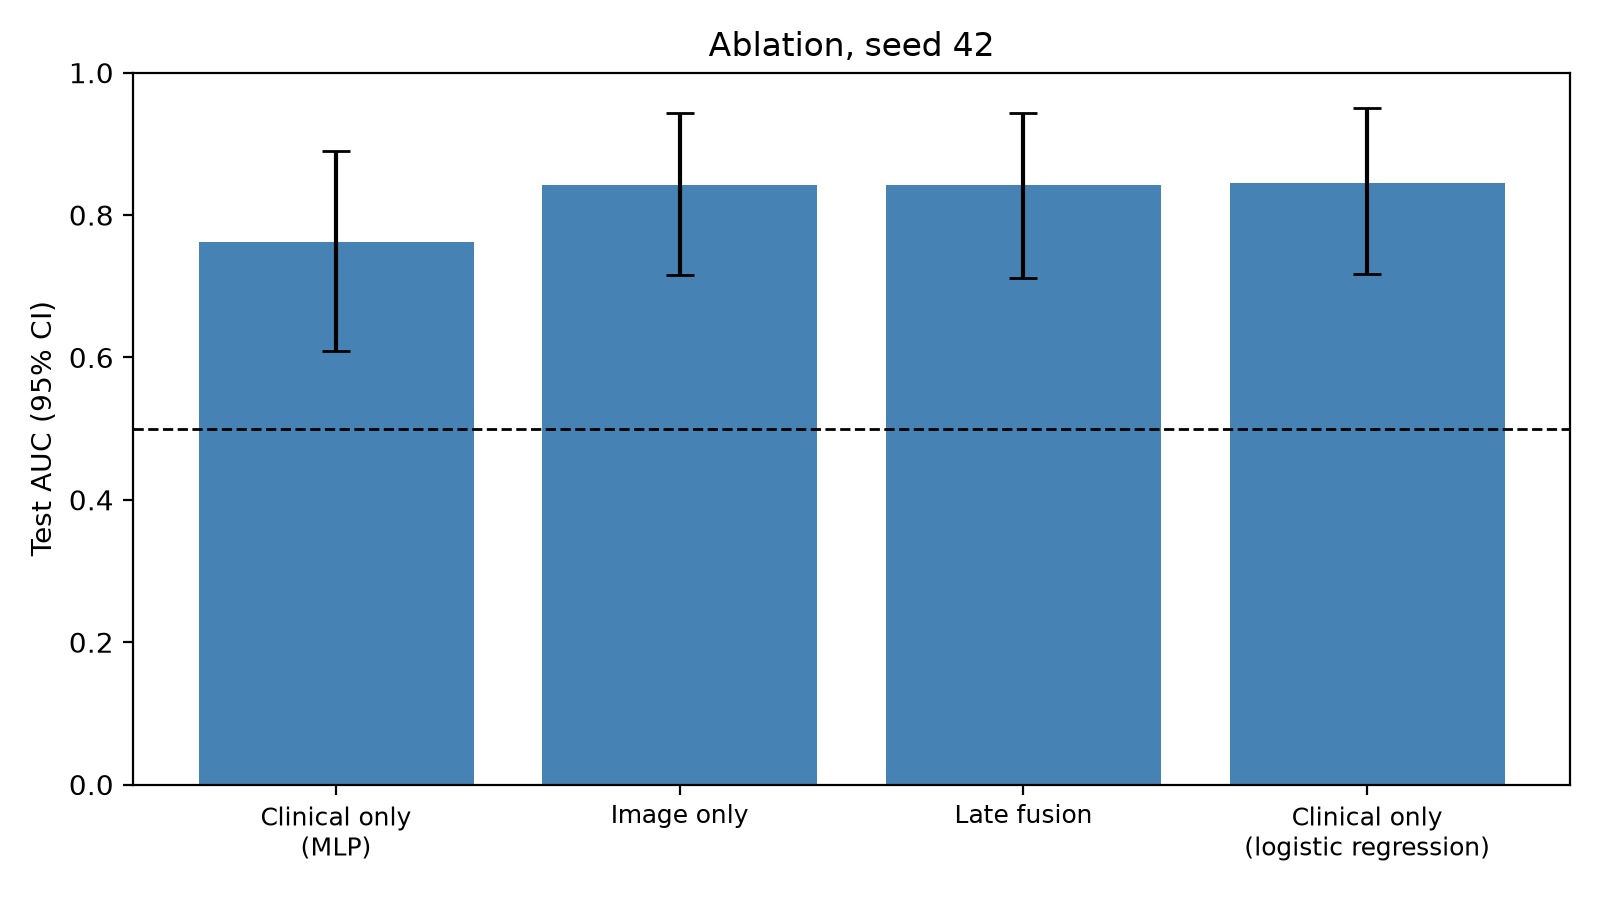 Ablation, seed 42
Test AUC (95% CI)
1.0
0.8
0.6
0.4
0.2
0.0
Clinical only
(MLP)
Image only
Late fusion
Clinical only
(logistic regression)